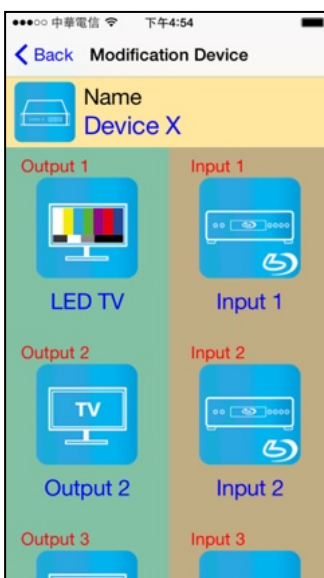 中華電信 下午4:54
Back Modification Device
Name
Device X
Output 1 Input 1
LED TV Input 1
Output 2 Input 2
TV
Output 2 Input 2
Output 3 Input 3